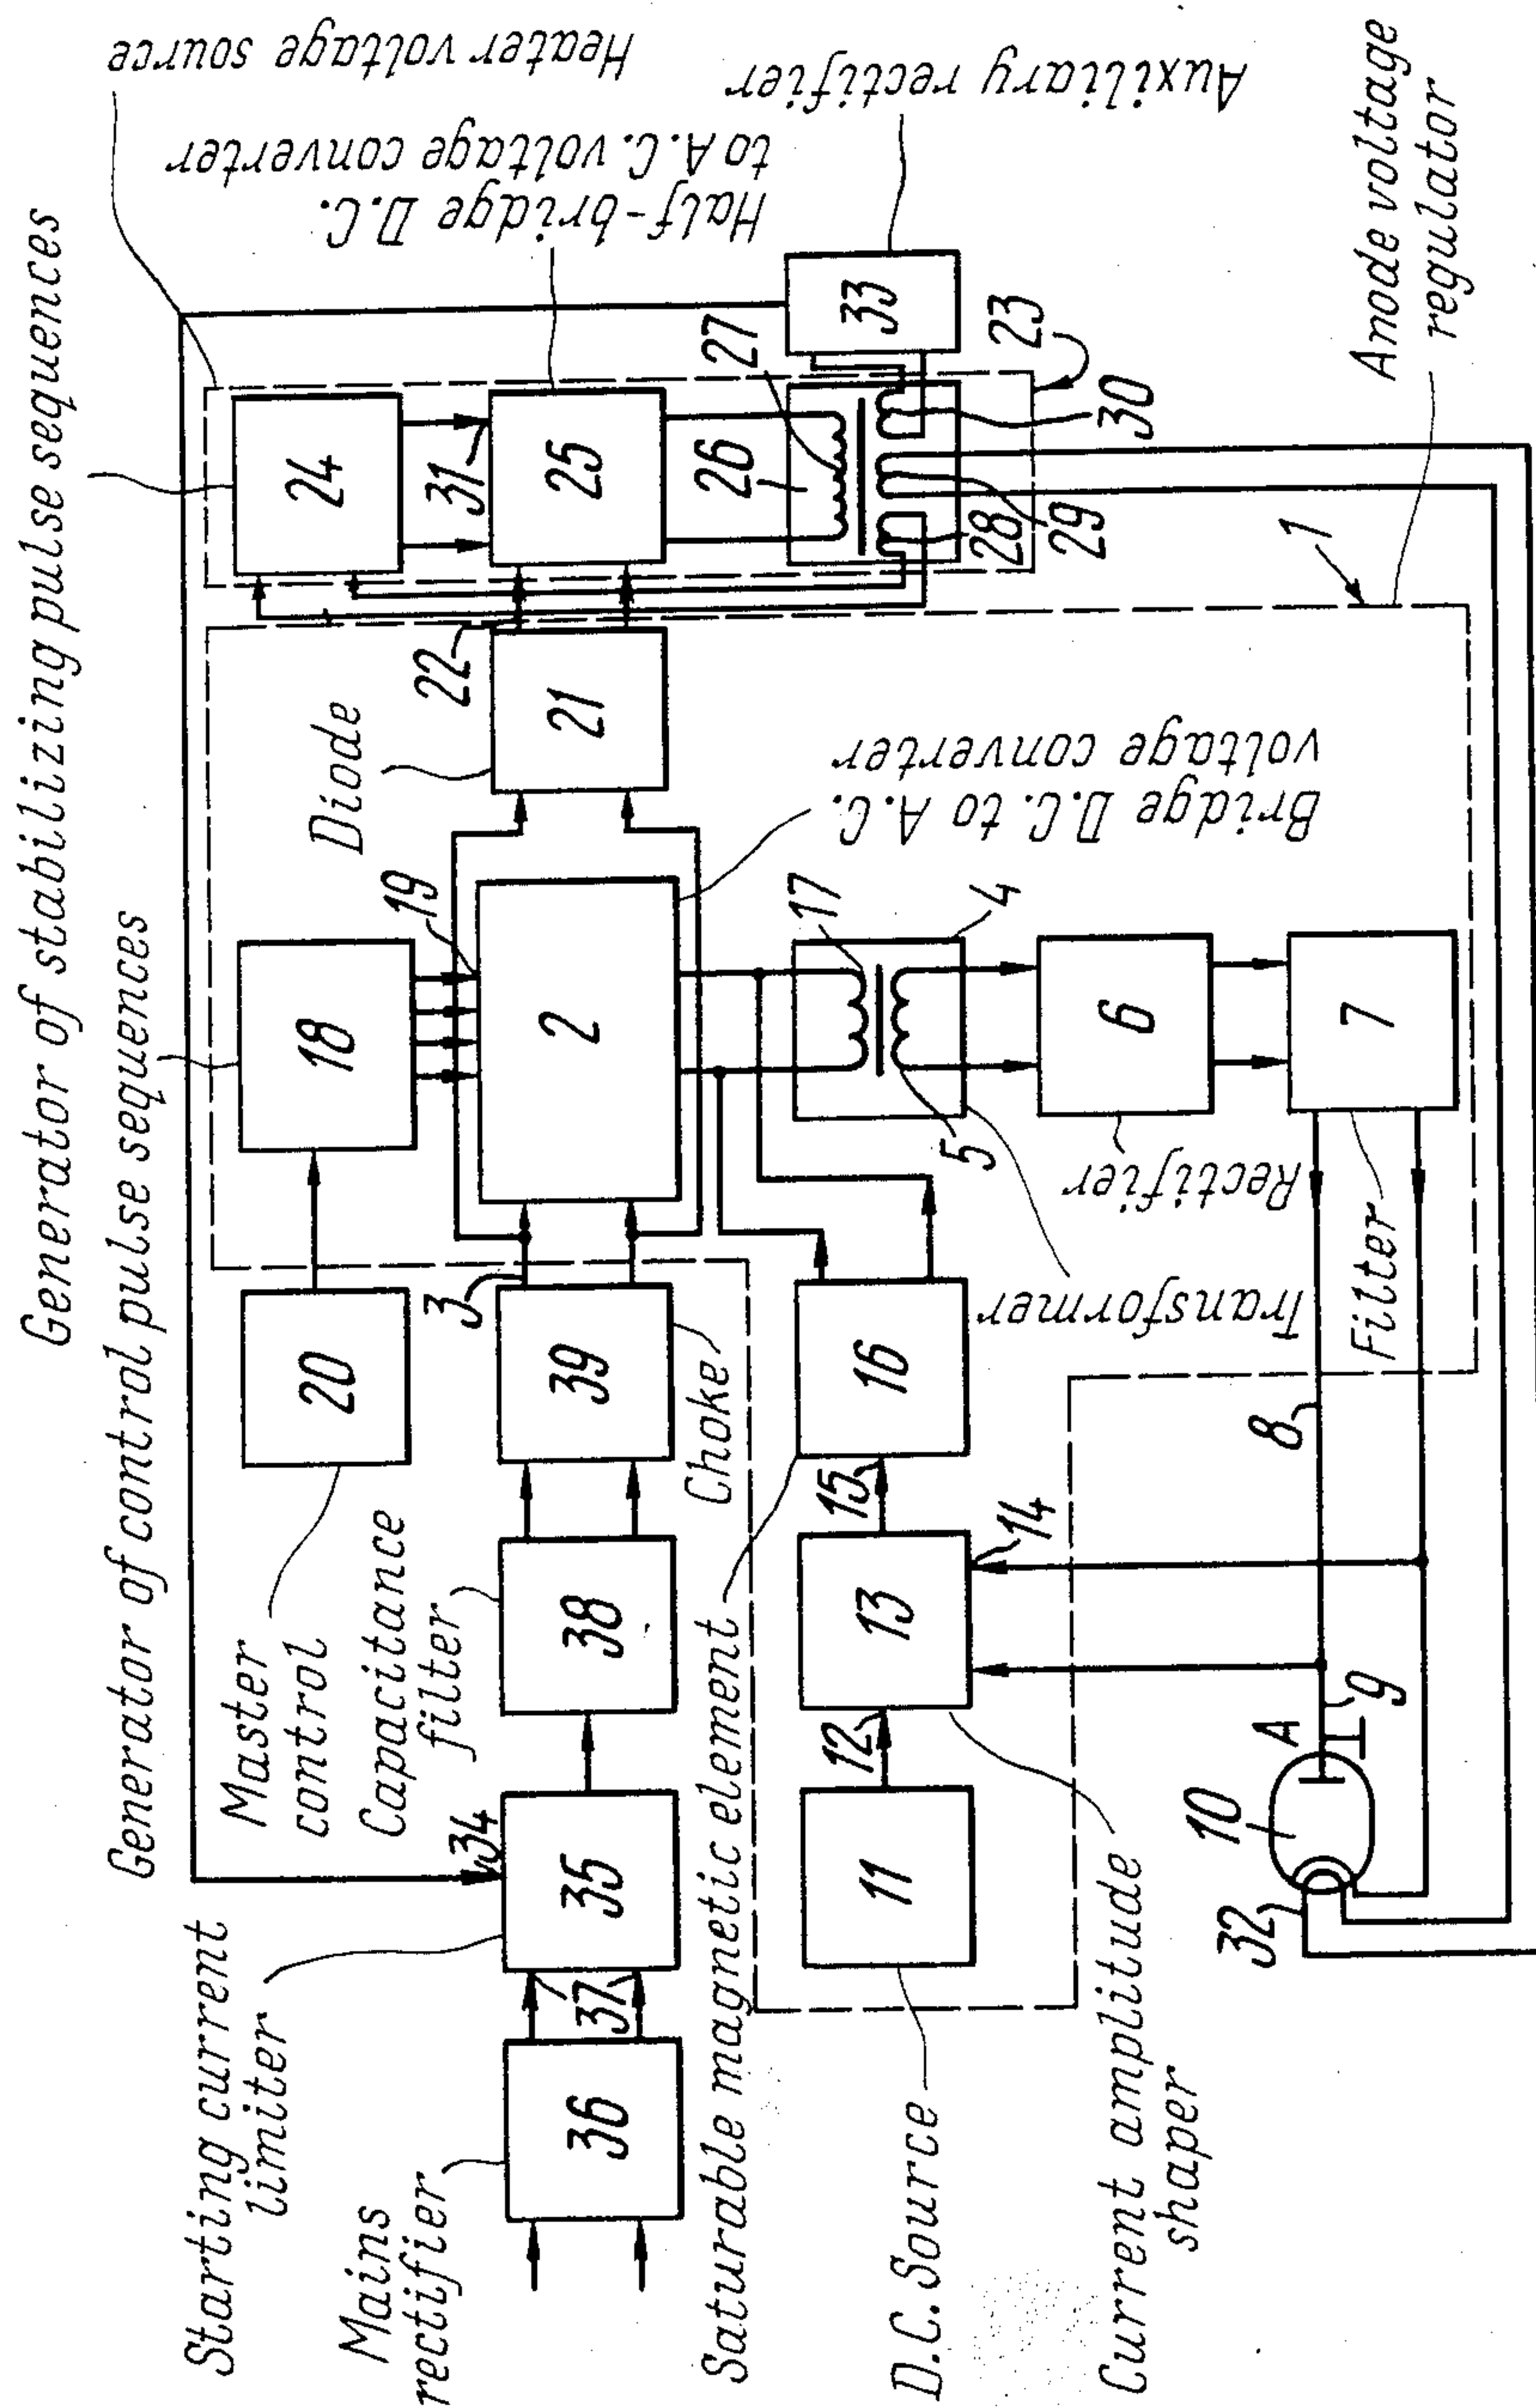 Generator of stabilizing pulse sequences
Generator of control pulse sequences
Heater voltage source
Half-bridge D.C.
to A.C. voltage converter
Auxiliary rectifier
Starting current
limiter
Master
control
Diode
Mains
rectifier
Capacitance
filter
Choke
Bridge D.C. to A.C.
voltage converter
Saturable magnetic element
Transformer
Rectifier
Filter
D.C. Source
Current amplitude
shaper
Anode voltage
regulator
20
18
24
34
19
22
31
36
37
35
38
39
3
2
21
25
11
12
13
14
15
16
17
4
5
26
27
28
29
30
23
33
6
7
1
32
10
A
9
8